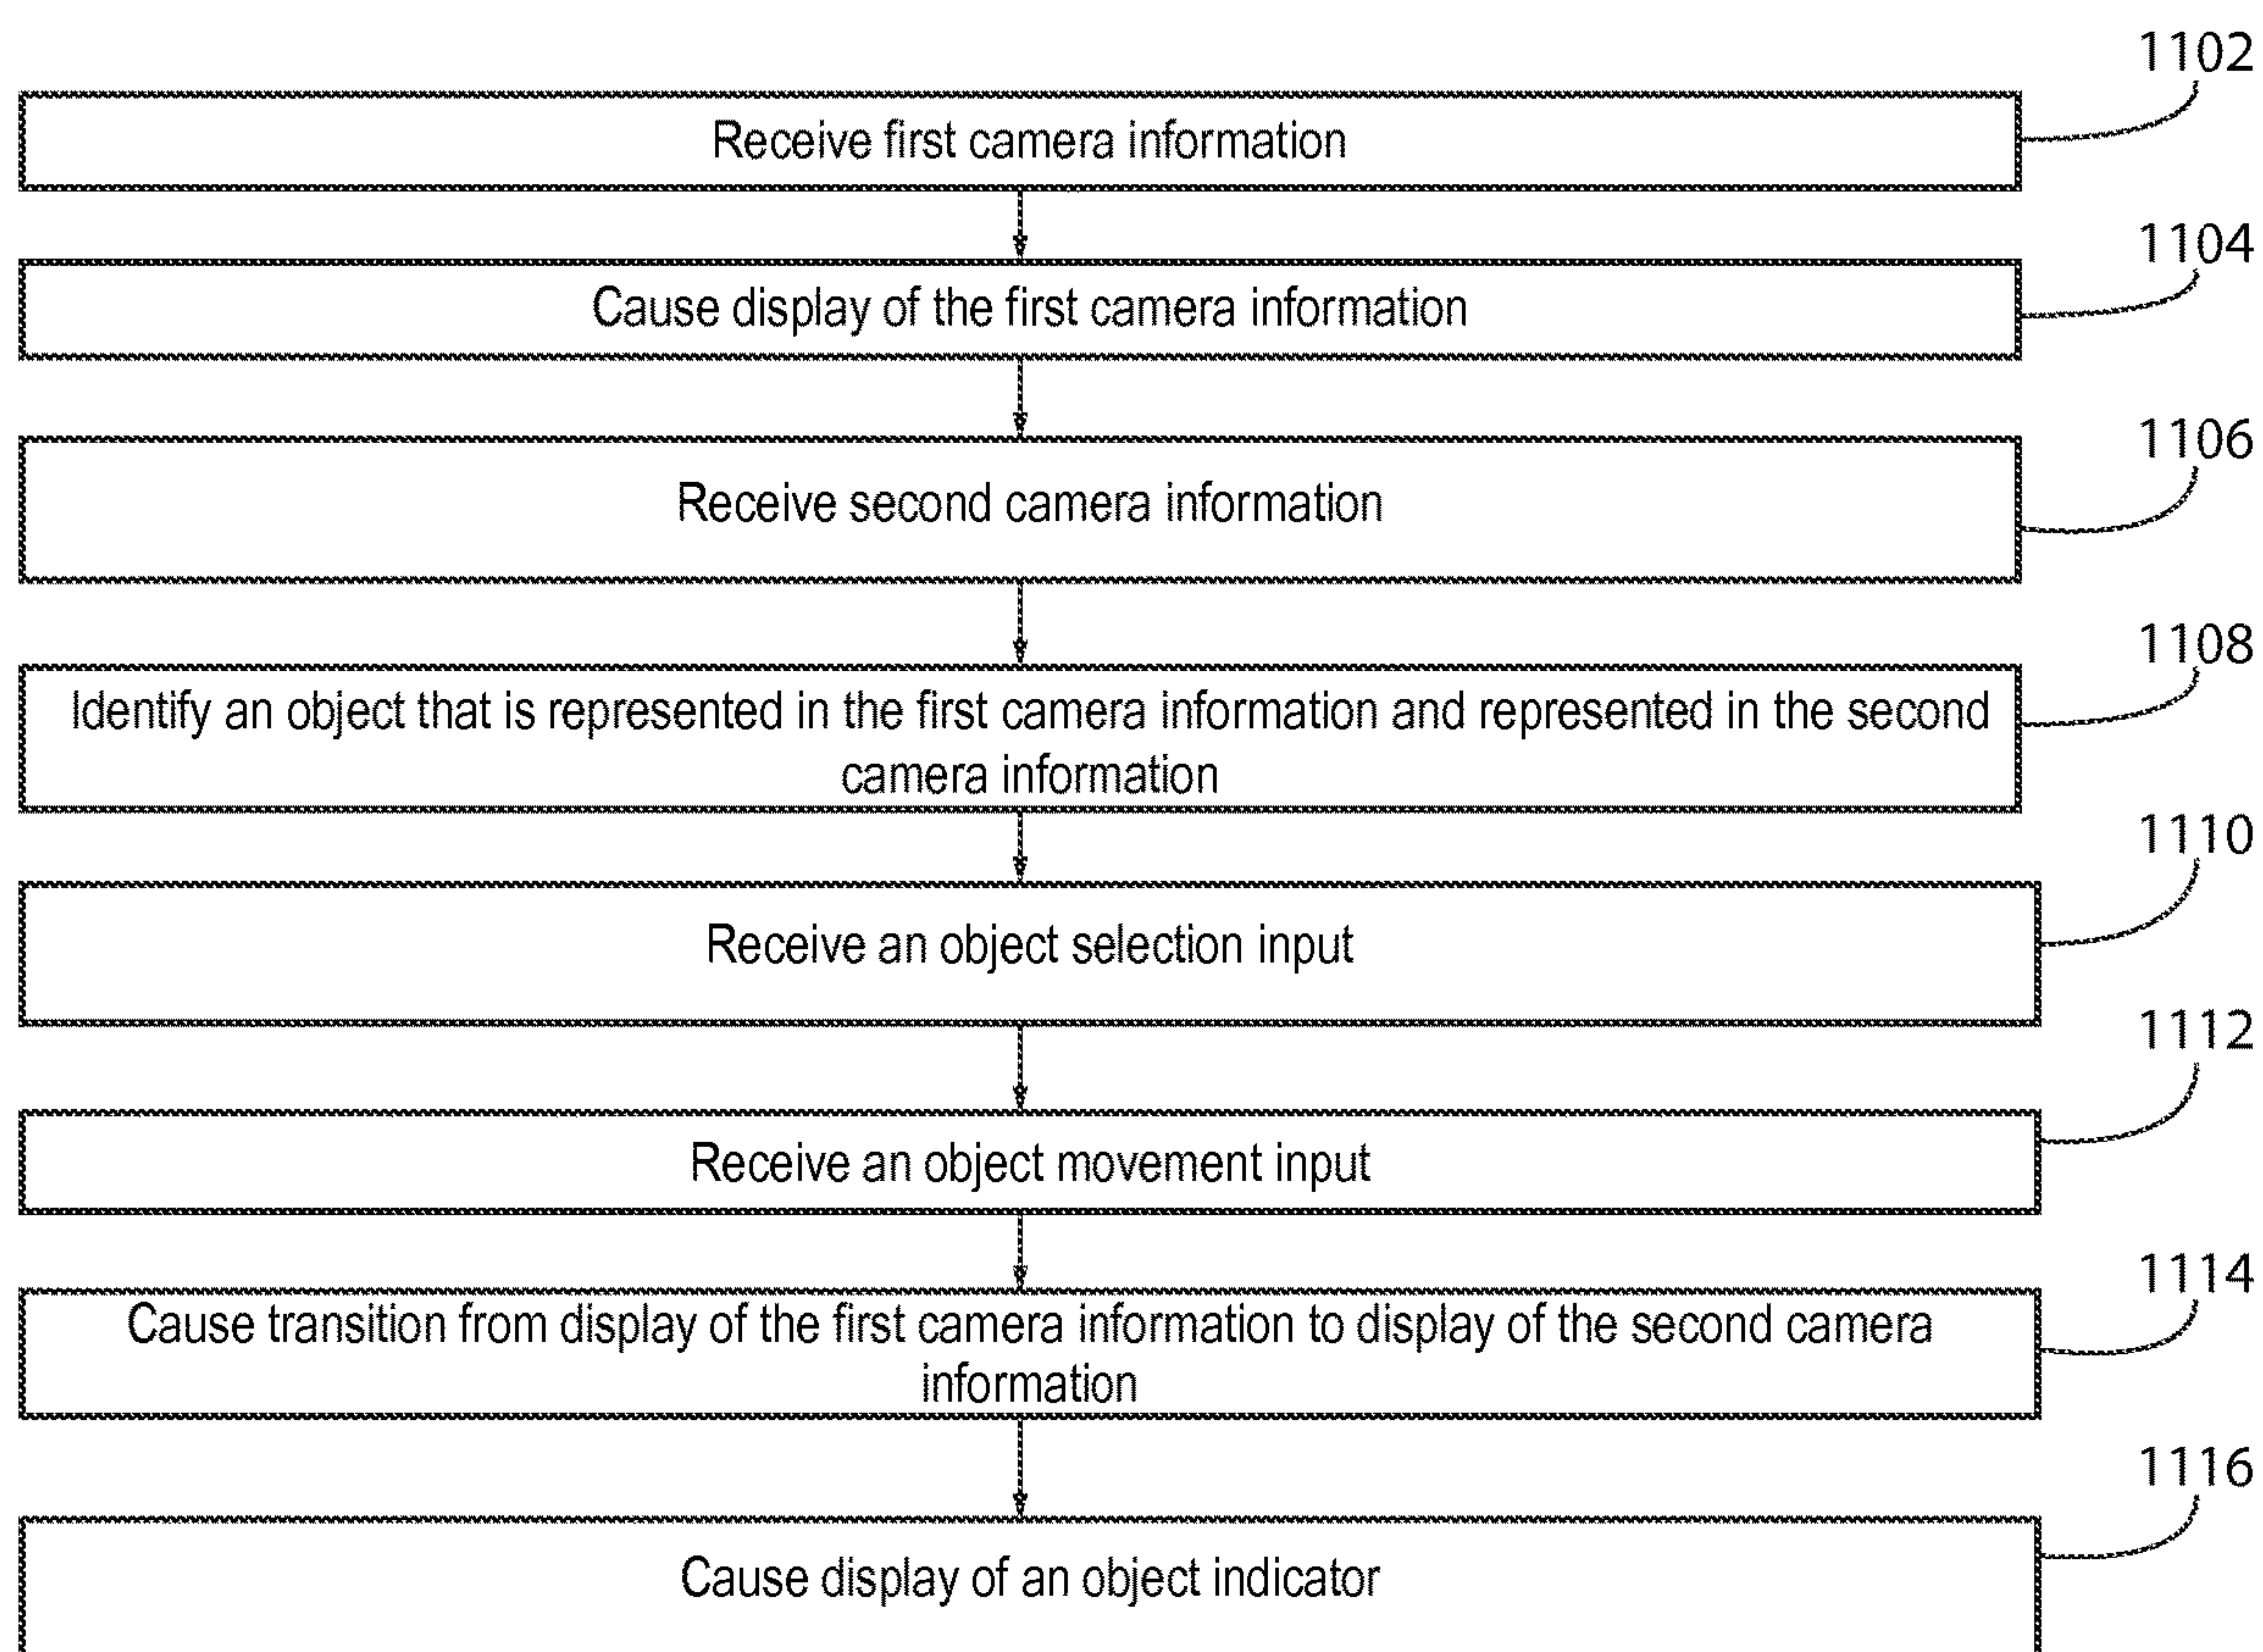 1102
Receive first camera information
1104
Cause display of the first camera information
1106
Receive second camera information
1108
Identify an object that is represented in the first camera information and represented in the second
camera information
1110
Receive an object selection input
1112
Receive an object movement input
1114
Cause transition from display of the first camera information to display of the second camera
information
1116
Cause display of an object indicator